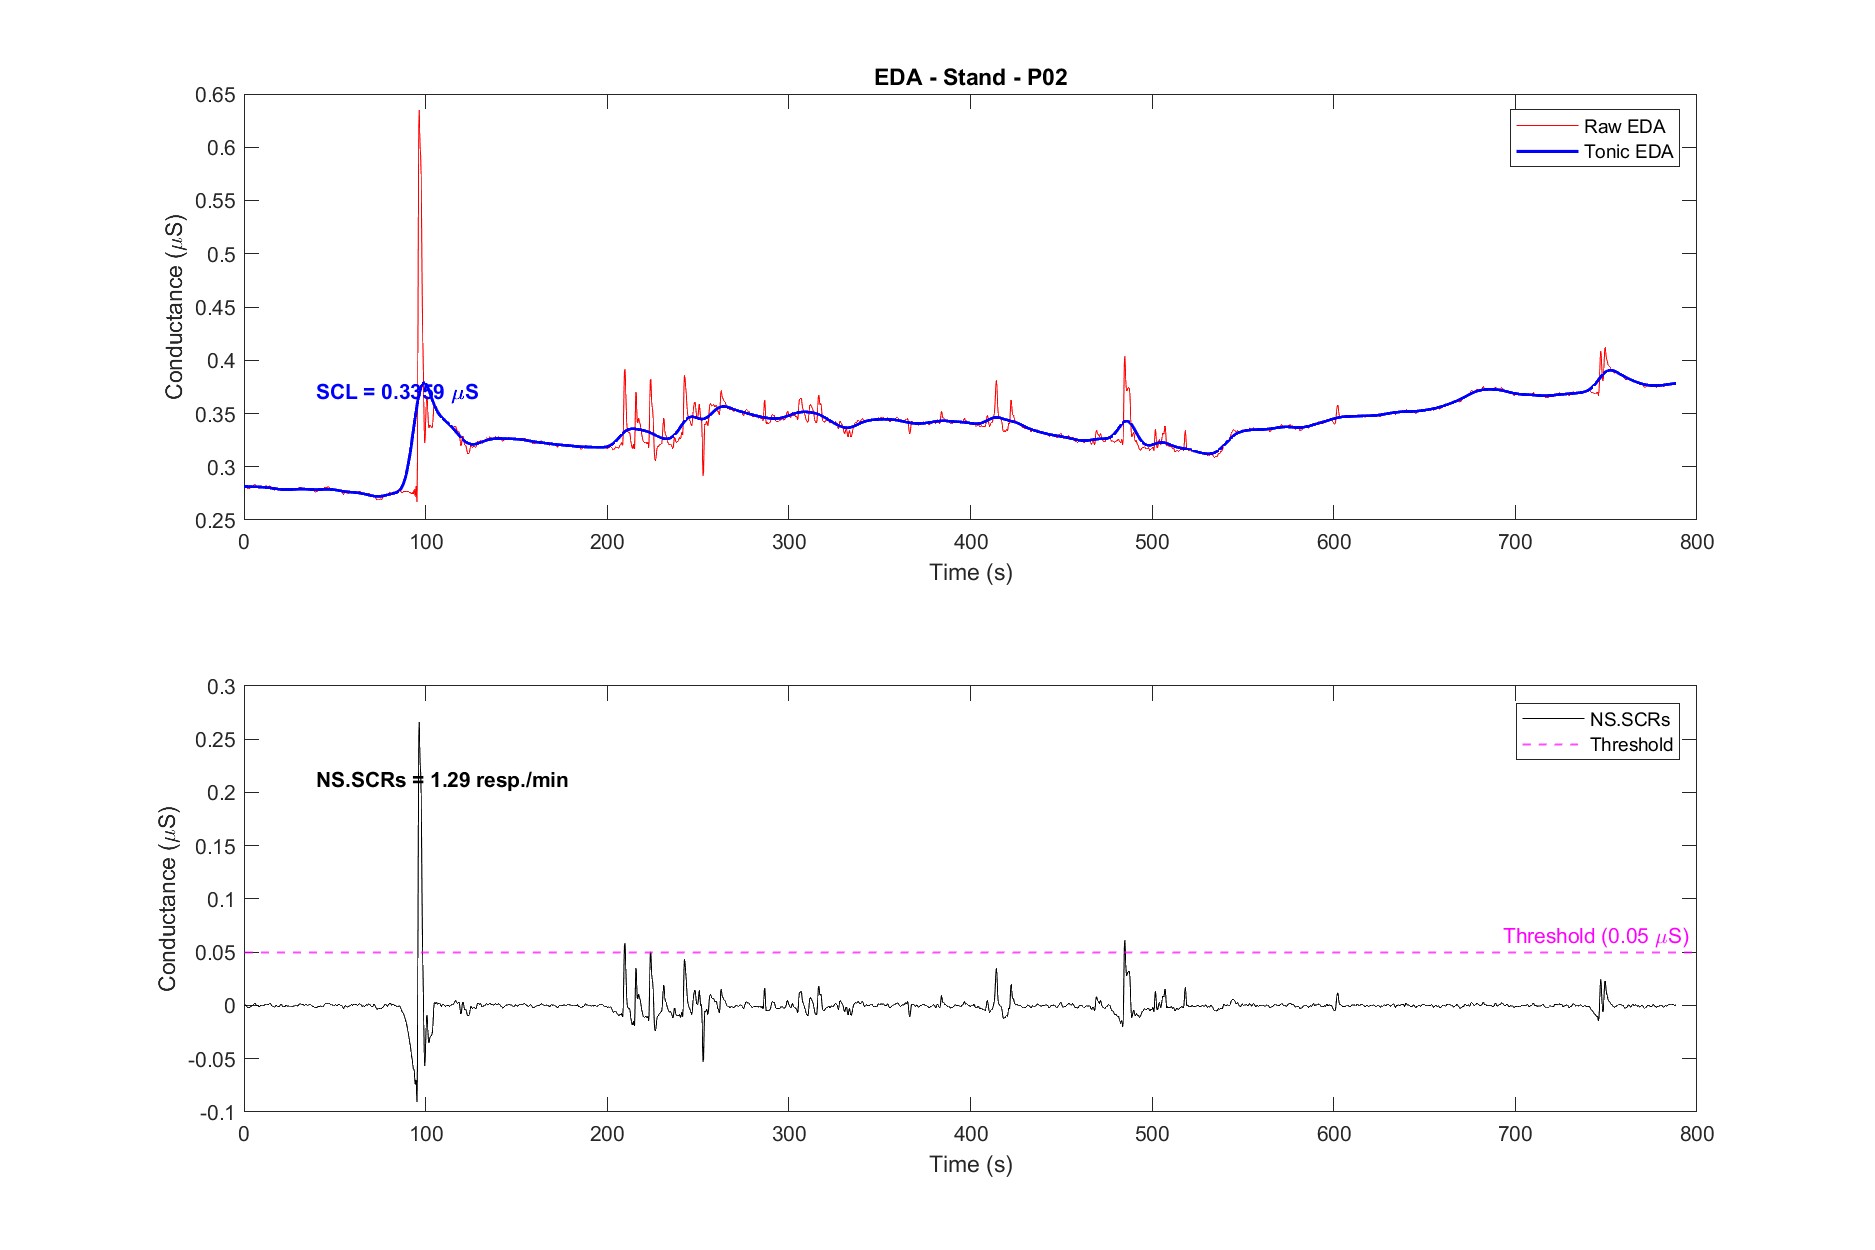 EDA - Stand - P02
0.65
0.6
0.55
0.5
0.45
0.4
0.35
0.3
0.25
Conductance (μS)
Raw EDA
Tonic EDA
SCL = 0.3359 μS
0 100 200 300 400 500 600 700 800
Time (s)
0.3
0.25
0.2
0.15
0.1
0.05
0
-0.05
-0.1
Conductance (μS)
NS.SCRs
Threshold
NS.SCRs = 1.29 resp./min
Threshold (0.05 μS)
0 100 200 300 400 500 600 700 800
Time (s)